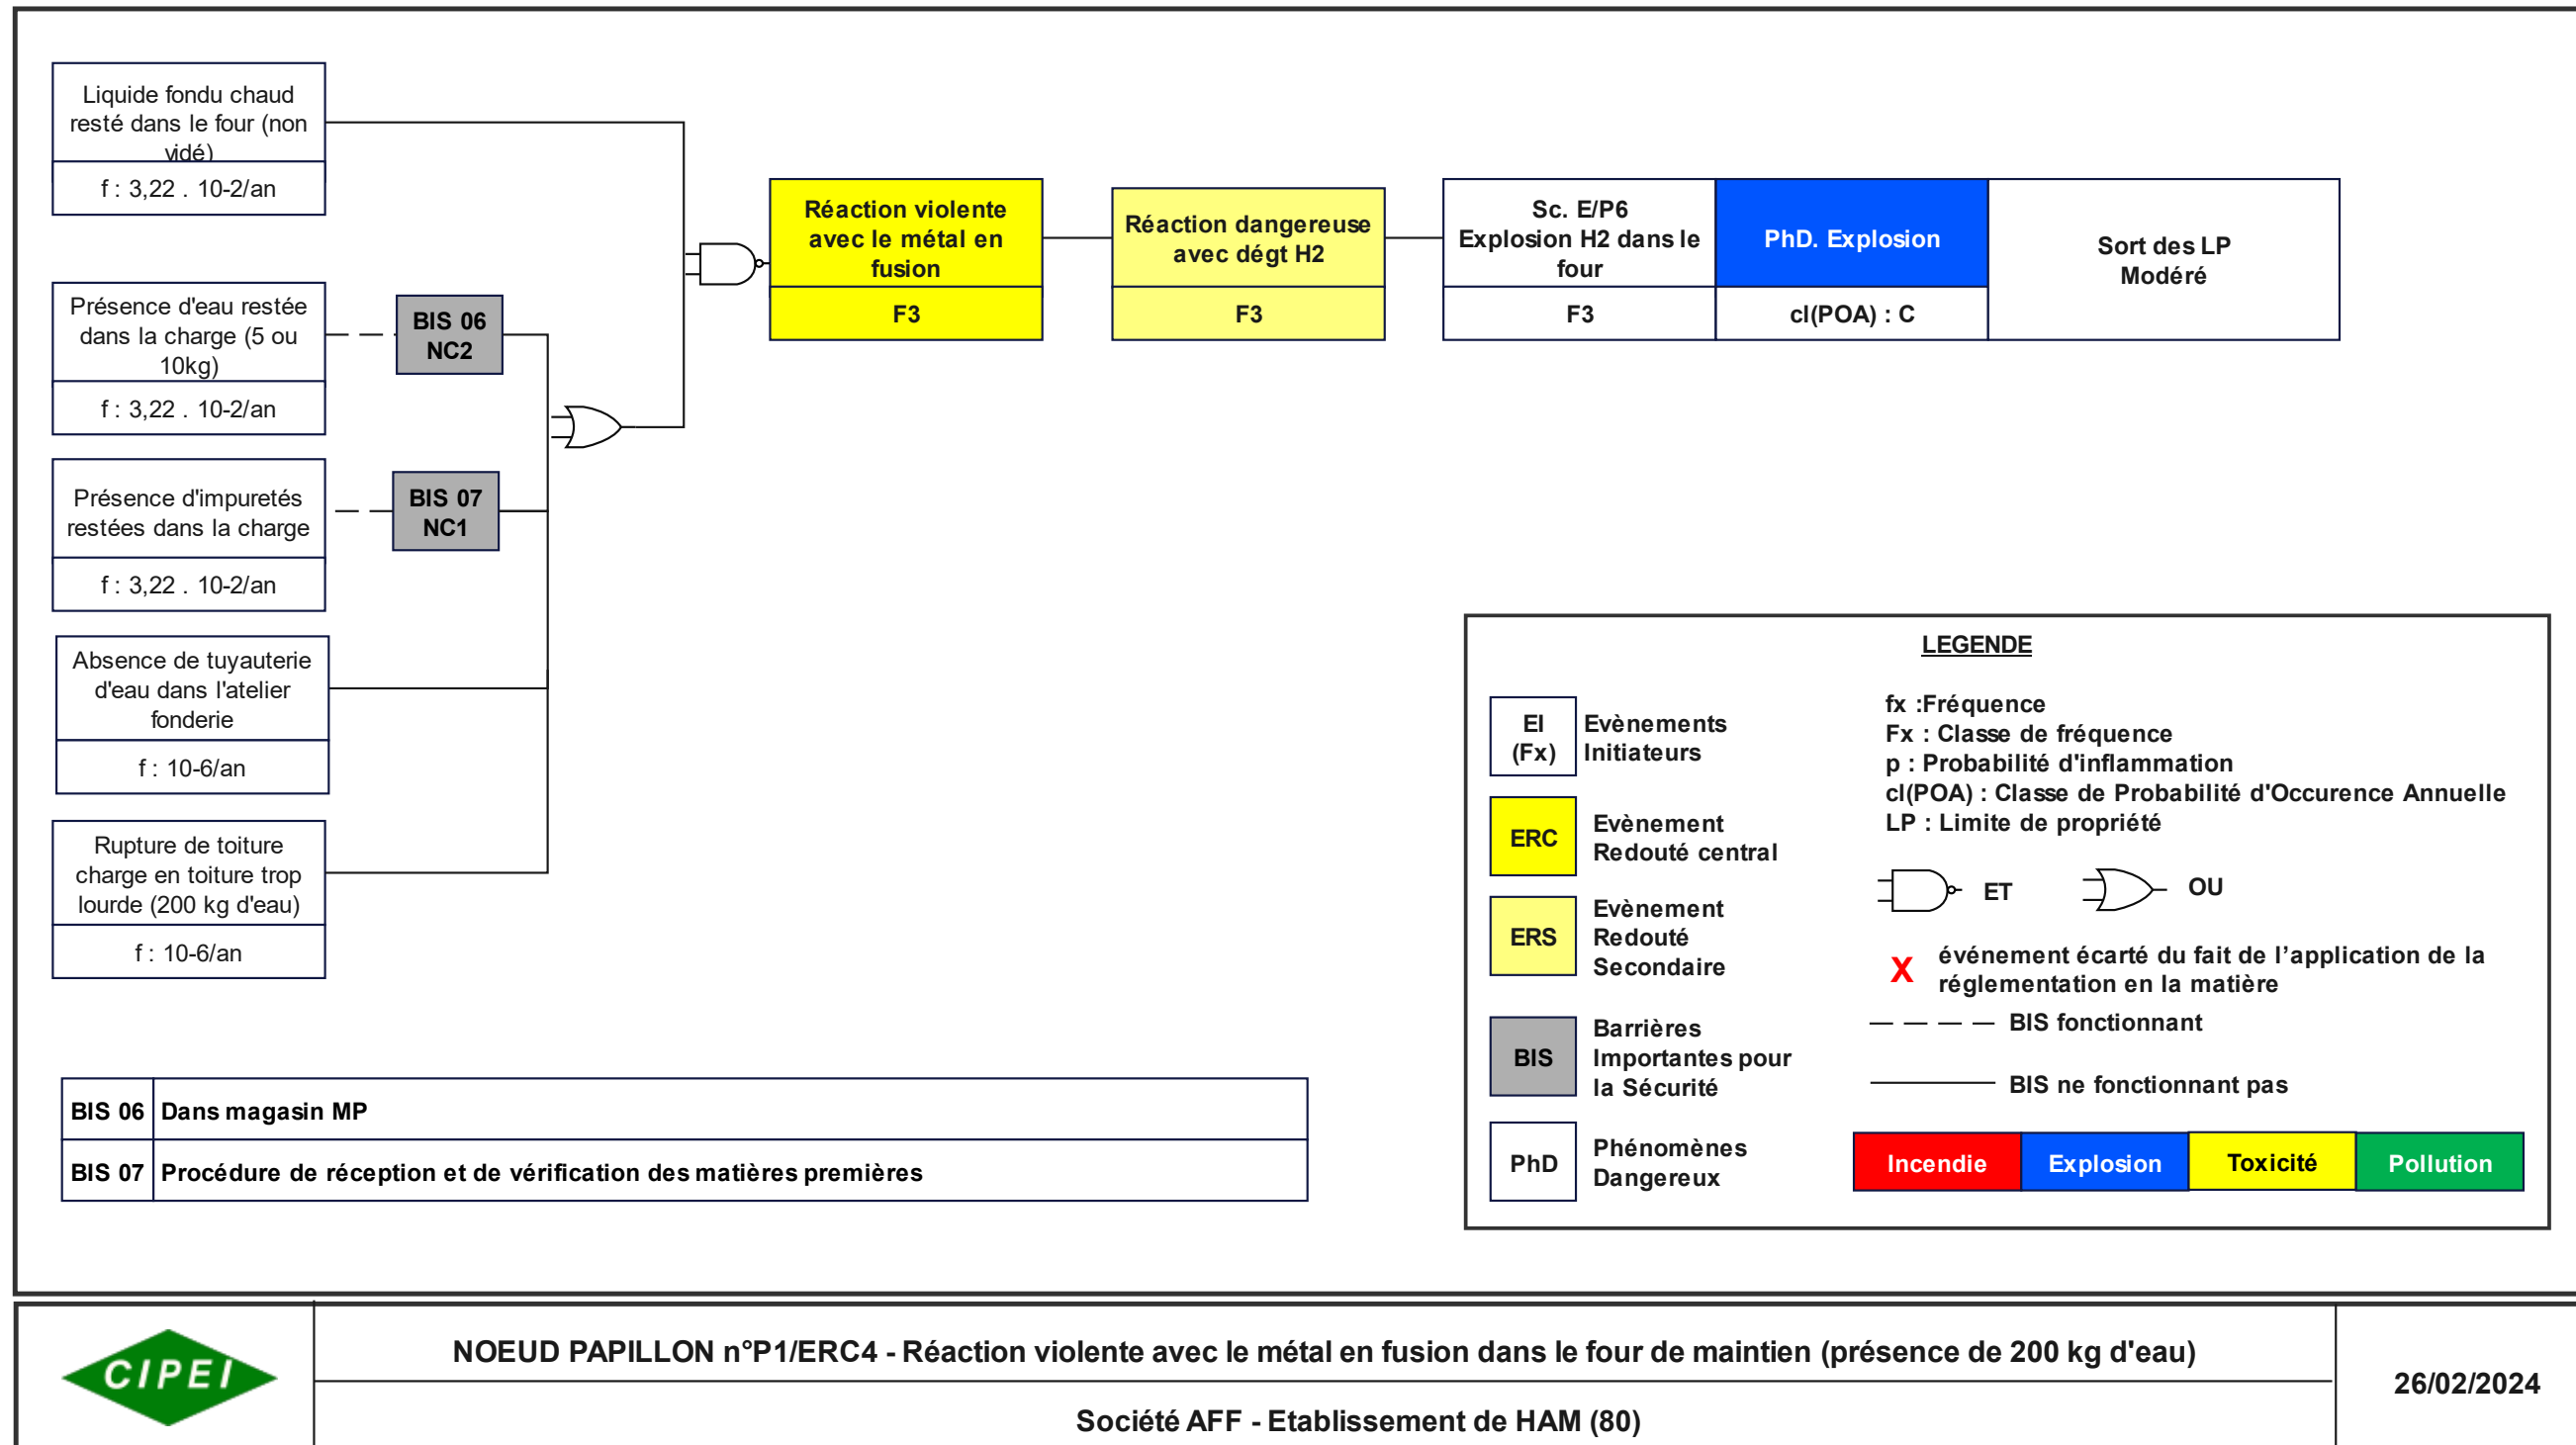 Liquide fondu chaud
resté dans le four (non
vidé)
f : 3,22 . 10-2/an
Présence d'eau restée
dans la charge (5 ou
10kg)
f : 3,22 . 10-2/an
BIS 06
NC2
Présence d'impuretés
restées dans la charge
f : 3,22 . 10-2/an
BIS 07
NC1
Absence de tuyauterie
d'eau dans l'atelier
fonderie
f : 10-6/an
Rupture de toiture
charge en toiture trop
lourde (200 kg d'eau)
f : 10-6/an
Réaction violente
avec le métal en
fusion
F3
Réaction dangereuse
avec dégt H2
F3
Sc. E/P6
Explosion H2 dans le
four
F3
PhD. Explosion
cl(POA) : C
Sort des LP
Modéré
LEGENDE
EI
(Fx)
Evènements
Initiateurs
ERC
Evènement
Redouté central
ERS
Evènement
Redouté
Secondaire
BIS
Barrières
Importantes pour
la Sécurité
PhD
Phénomènes
Dangereux
fx :Fréquence
Fx : Classe de fréquence
p : Probabilité d'inflammation
cl(POA) : Classe de Probabilité d'Occurence Annuelle
LP : Limite de propriété
ET
OU
X
événement écarté du fait de l’application de la
réglementation en la matière
BIS fonctionnant
BIS ne fonctionnant pas
Incendie
Explosion
Toxicité
Pollution
BIS 06 Dans magasin MP
BIS 07 Procédure de réception et de vérification des matières premières
CIPEI
NOEUD PAPILLON n°P1/ERC4 - Réaction violente avec le métal en fusion dans le four de maintien (présence de 200 kg d'eau)
Société AFF - Etablissement de HAM (80)
26/02/2024